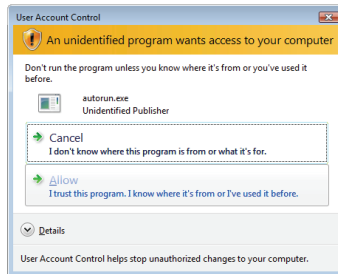 User Account Control
An unidentified program wants access to your computer
Don't run the program unless you know where it's from or you've used it
before.
autorun.exe
Unidentified Publisher
Cancel
I don't know where this program is from or what it's for.
Allow
I trust this program. I know where it's from or I've used it before.
Details
User Account Control helps stop unauthorized changes to your computer.